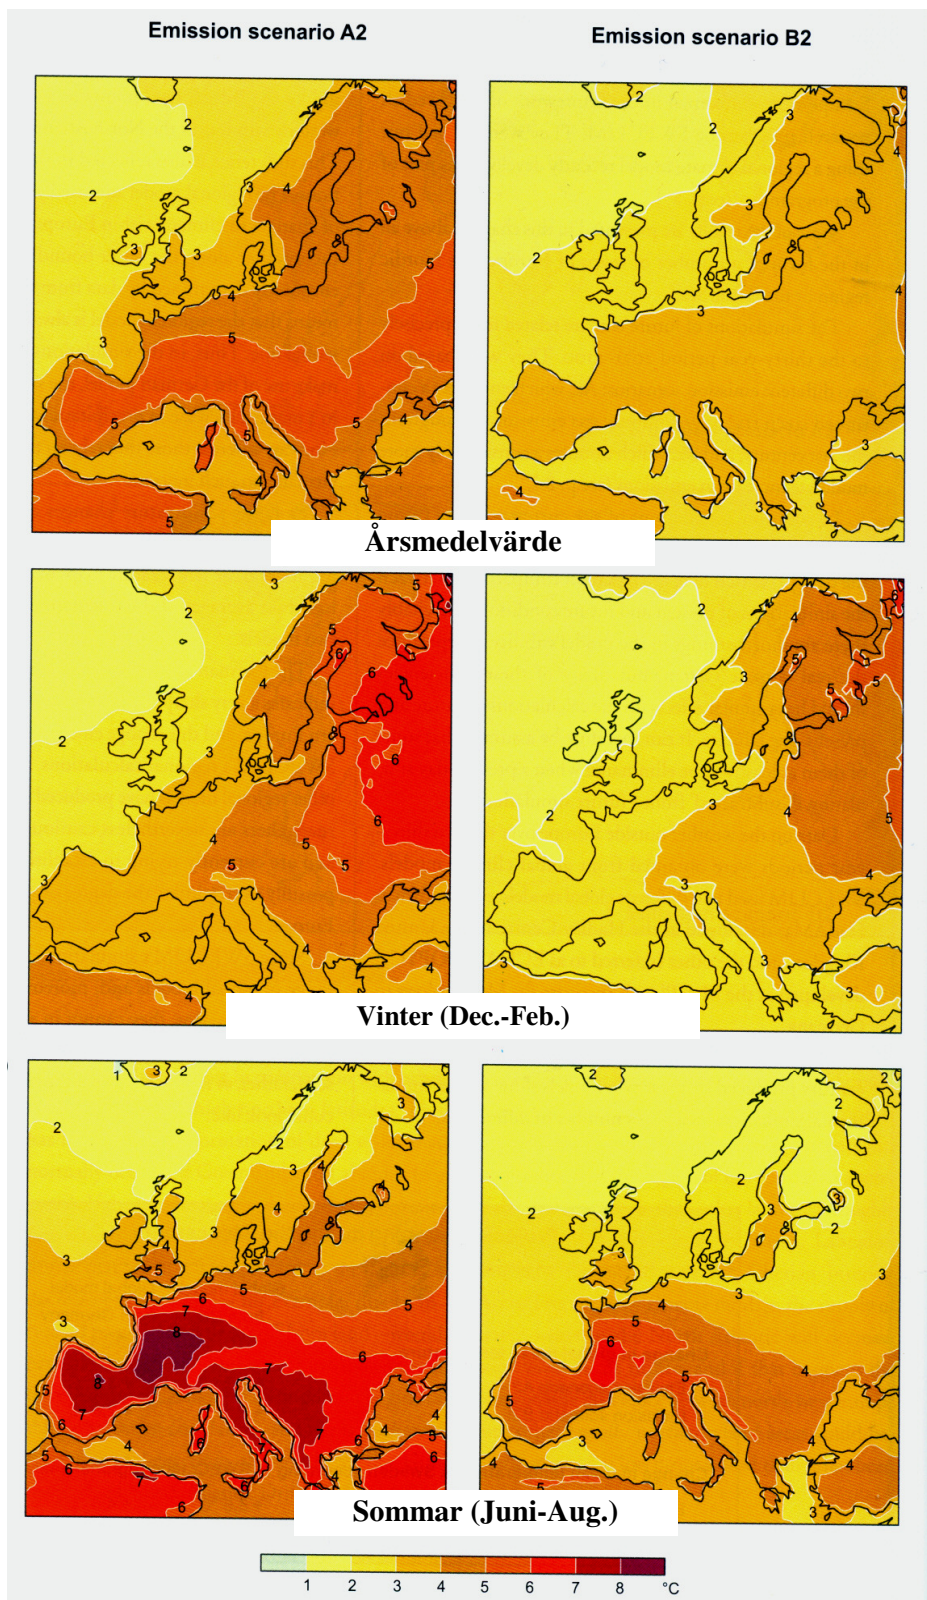 Emission scenario A2
Emission scenario B2
Årsmedelvärde
Vinter (Dec.-Feb.)
Sommar (Juni-Aug.)
1 2 3 4 5 6 7 8 °C